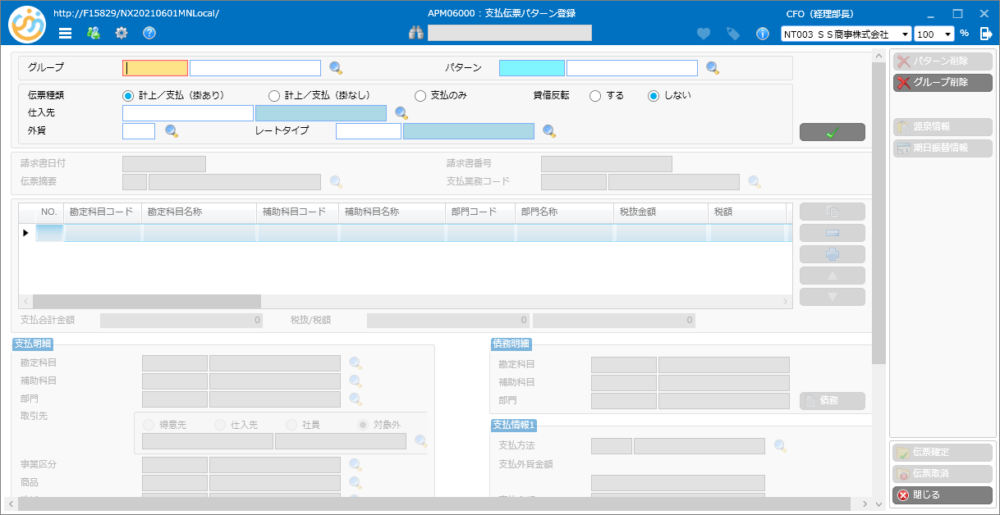 http://F15829/NX20210601MNLocal/
APM06000：支払伝票パターン登録
CFO（経理部長）
NT003 ＳＳ商事株式会社
100
%
グループ
パターン
パターン削除
グループ削除
伝票種類
計上／支払（掛あり）
計上／支払（掛なし）
支払のみ
貸借反転
する
しない
仕入先
外貨
レートタイプ
源泉情報
期日振替情報
請求書日付
請求書番号
伝票摘要
支払業務コード
NO. 勘定科目コード 勘定科目名称 補助科目コード 補助科目名称 部門コード 部門名称 税抜金額 税額
支払合計金額
0
税抜/税額
0
0
支払明細
勘定科目
補助科目
部門
取引先
得意先
仕入先
社員
対象外
事業区分
商品
債務明細
勘定科目
補助科目
部門
債務
支払情報1
支払方法
支払外貨金額
伝票確定
伝票取消
閉じる